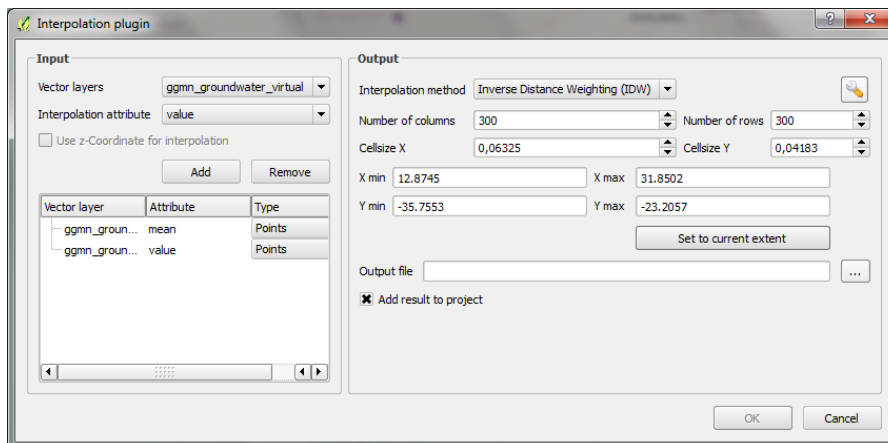 Interpolation plugin
Input
Vector layers ggmn_groundwater_virtual
Interpolation attribute value
Use z-Coordinate for interpolation
Add Remove
Vector layer Attribute Type
ggmn_groun... mean Points
ggmn_groun... value Points
Output
Interpolation method Inverse Distance Weighting (IDW)
Number of columns 300 Number of rows 300
Cellsize X 0,06325 Cellsize Y 0,04183
X min 12.8745 X max 31.8502
Y min -35.7553 Y max -23.2057
Set to current extent
Output file ...
Add result to project
OK Cancel